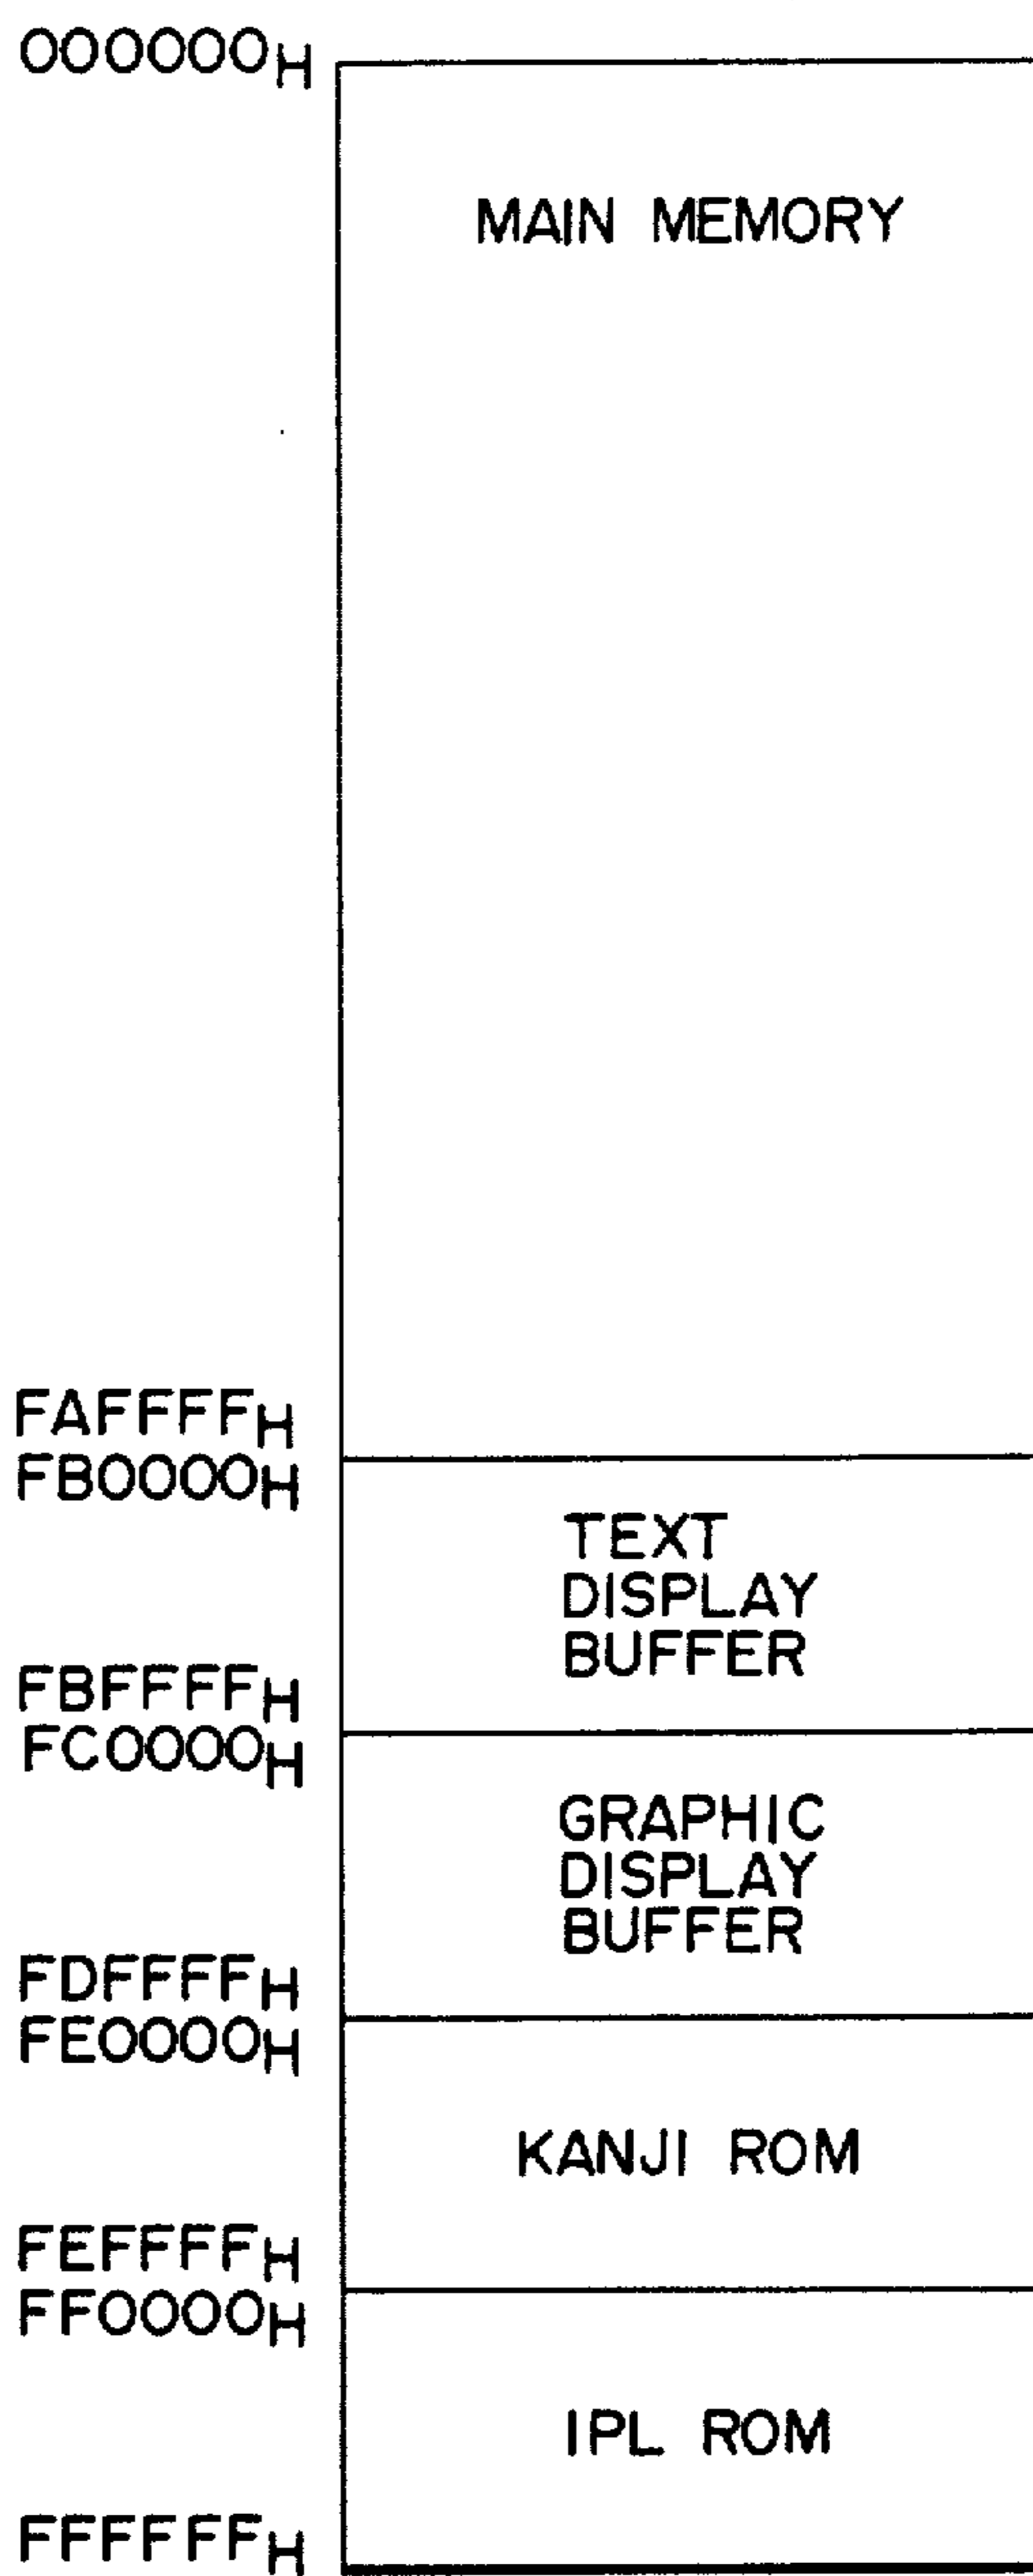 000000H
MAIN MEMORY
FAFFFFH
FB0000H
TEXT
DISPLAY
BUFFER
FBFFFFH
FC0000H
GRAPHIC
DISPLAY
BUFFER
FDFFFFH
FE0000H
KANJI ROM
FEFFFFH
FF0000H
IPL ROM
FFFFFFH